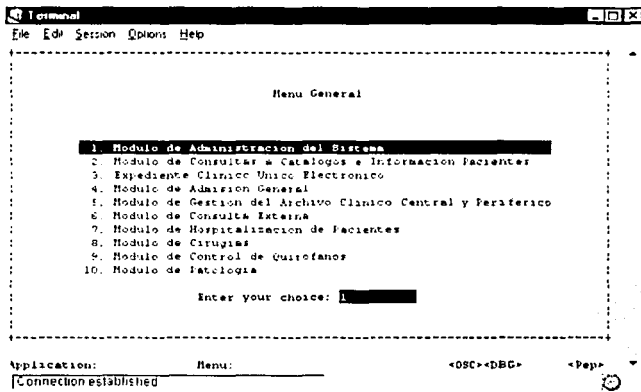 Terminal
File Edit Session Options Help
Menu General
1. Modulo de Administracion del Sistema
2. Modulo de Consultas a Catalogos e Informacion Pacientes
3. Expediente Clinico Unico Electronico
4. Modulo de Admision General
5. Modulo de Gestion del Archivo Clinico Central y Periferico
6. Modulo de Consulta Externa
7. Modulo de Hospitalizacion de Pacientes
8. Modulo de Cirugias
9. Modulo de Control de Quirofanos
10. Modulo de Patologia
Enter your choice: 1
Application: Menu: <OSC><DBG> <Pep>
Connection established